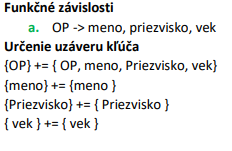 Funkčné závislosti
a. OP -> meno, priezvisko, vek
Určenie uzáveru kľúča
{OP} += { OP, meno, Priezvisko, vek}
{meno} += {meno }
{Priezvisko} += { Priezvisko }
{ vek } += { vek }